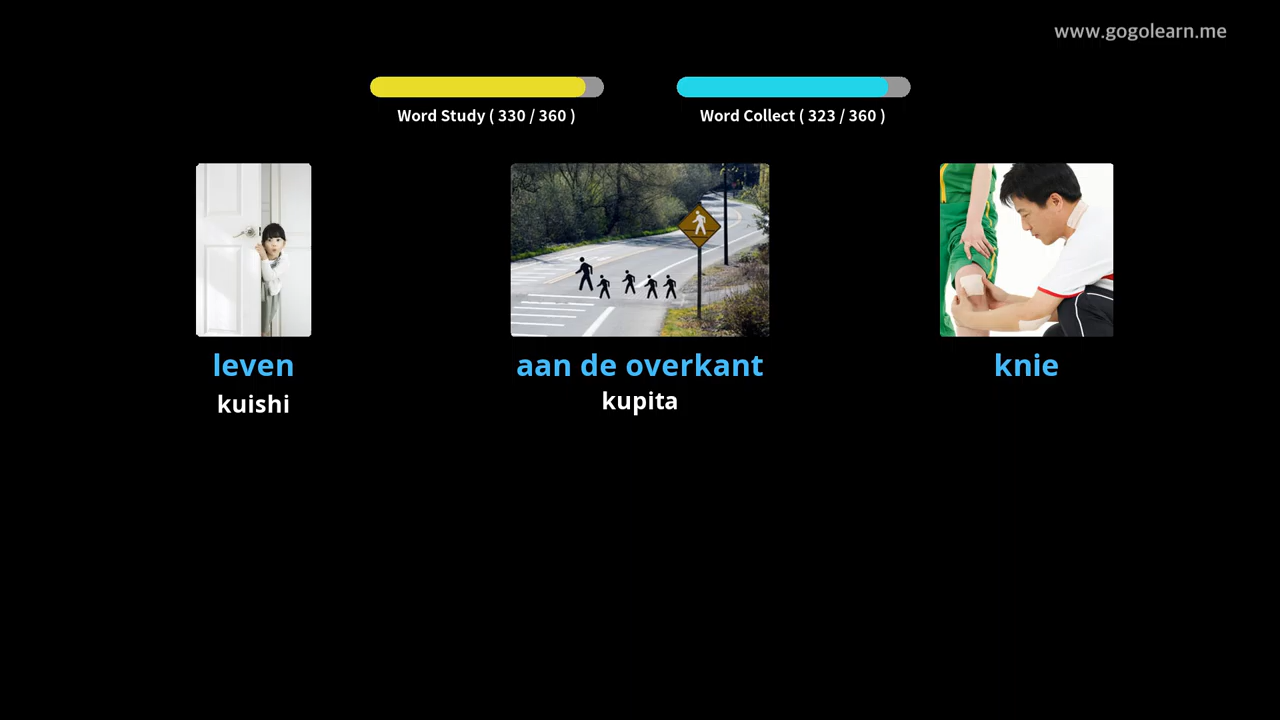 www.gogolearn.me
Word Study ( 330 / 360 )
Word Collect ( 323 / 360 )
leven
aan de overkant
knie
kuishi
kupita